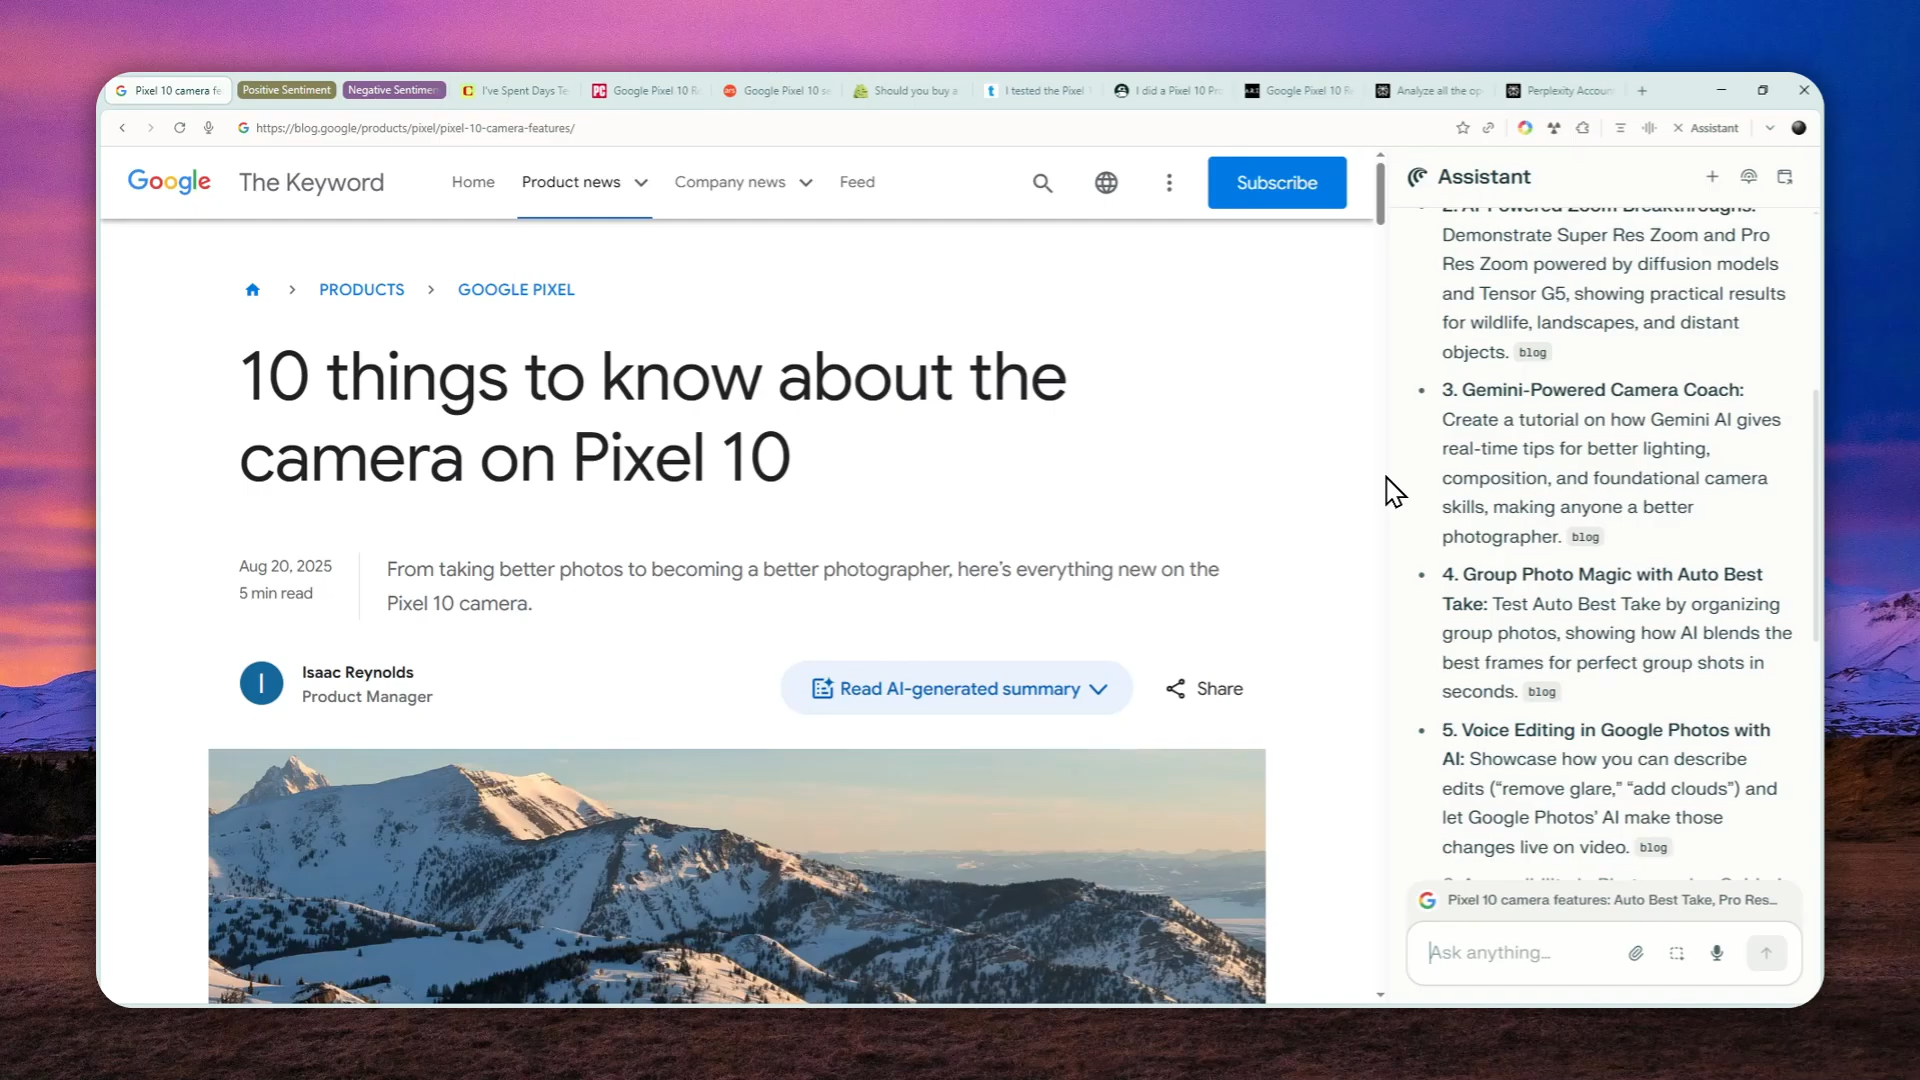 Pixel 10 camera fe
Positive Sentiment
Negative Sentimen
I've Spent Days Te
Google Pixel 10 R
Google Pixel 10 se
Should you buy a
I tested the Pixel
I did a Pixel 10 Pr
Google Pixel 10 R
Analyze all the op
Perplexity Accoun
https://blog.google/products/pixel/pixel-10-camera-features/
Assistant
Google
The Keyword
Home
Product news
Company news
Feed
Subscribe
PRODUCTS > GOOGLE PIXEL
10 things to know about the
camera on Pixel 10
Aug 20, 2025
5 min read
From taking better photos to becoming a better photographer, here's everything new on the
Pixel 10 camera.
I
Isaac Reynolds
Product Manager
Read AI-generated summary
Share
Assistant
2. AI-Powered Zoom Breakthroughs:
Demonstrate Super Res Zoom and Pro
Res Zoom powered by diffusion models
and Tensor G5, showing practical results
for wildlife, landscapes, and distant
objects. blog
• 3. Gemini-Powered Camera Coach:
Create a tutorial on how Gemini AI gives
real-time tips for better lighting,
composition, and foundational camera
skills, making anyone a better
photographer. blog
• 4. Group Photo Magic with Auto Best
Take: Test Auto Best Take by organizing
group photos, showing how AI blends the
best frames for perfect group shots in
seconds. blog
• 5. Voice Editing in Google Photos with
AI: Showcase how you can describe
edits (“remove glare,” “add clouds”) and
let Google Photos’ AI make those
changes live on video. blog
Pixel 10 camera features: Auto Best Take, Pro Res...
Ask anything...